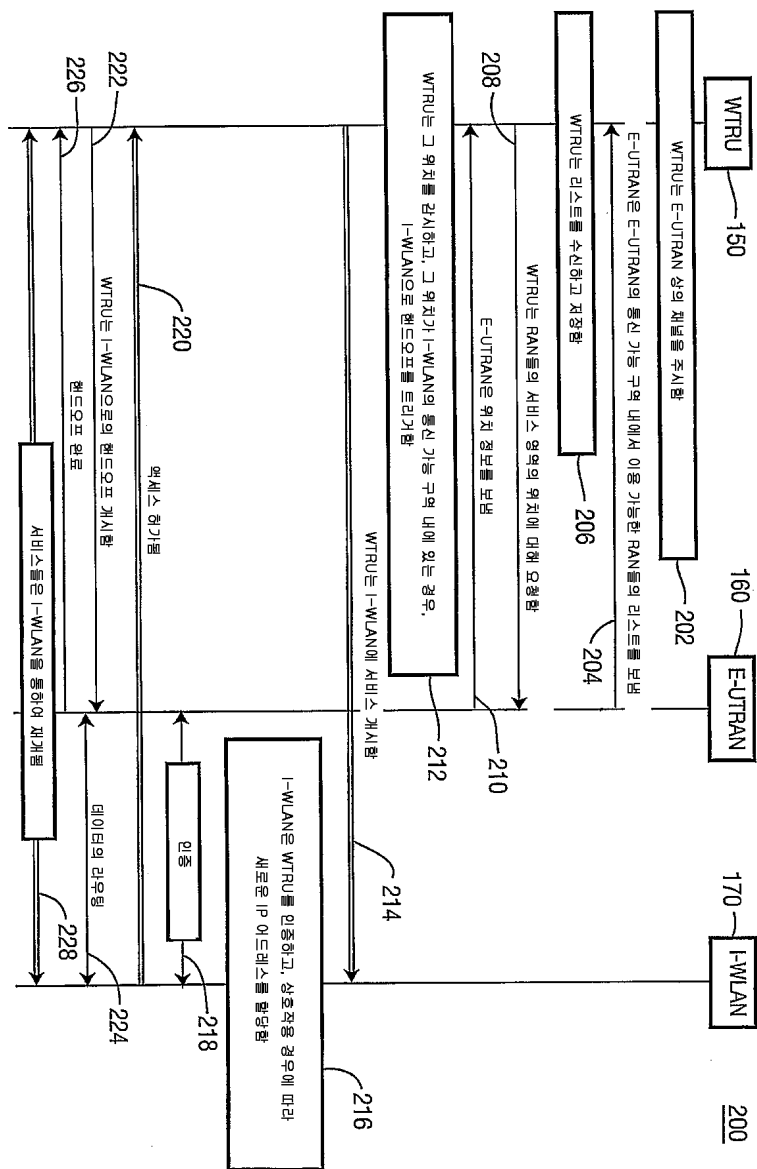 200
WTRU
150
160
E-UTRAN
170
I-WLAN
WTRU는 E-UTRAN 상의 채널을 주시함
202
E-UTRAN은 E-UTRAN의 통신 가능 구역 내에서 이용 가능한 RAN들의 리스트를 보냄
204
WTRU는 리스트를 수신하고 저장함
206
208
WTRU는 RAN들의 서비스 영역의 위치에 대해 요청함
E-UTRAN은 위치 정보를 보냄
210
WTRU는 그 위치를 감시하고, 그 위치가 I-WLAN의 통신 가능 구역 내에 있는 경우,
I-WLAN으로 핸드오프를 트리거함
212
WTRU는 I-WLAN에 서비스 개시함
214
I-WLAN은 WTRU를 인증하고, 상호작용 경우에 따라
새로운 IP 어드레스를 할당함
216
인증
218
액세스 허가됨
220
222
WTRU는 I-WLAN으로의 핸드오프 개시함
데이터의 라우팅
224
226
핸드오프 완료
서비스들은 I-WLAN을 통하여 재개됨
228